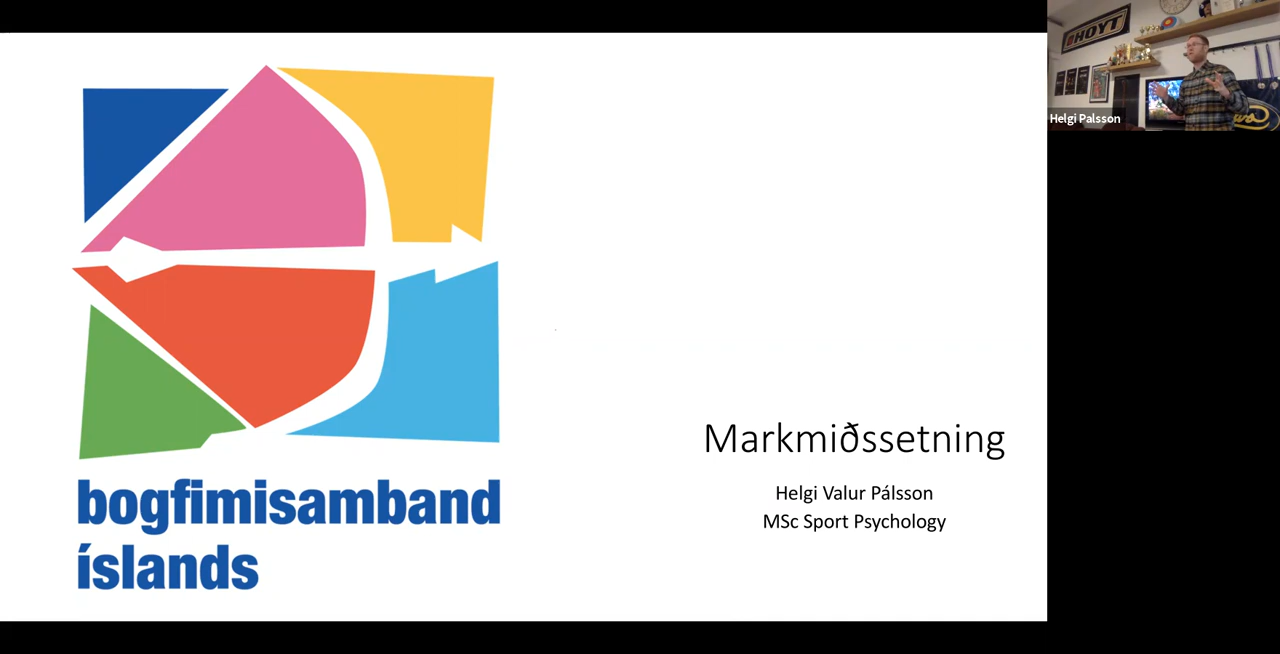 bogfimisamband
íslands
Markmiðssetning
Helgi Valur Pálsson
MSc Sport Psychology
HOYT
Helgi Palsson